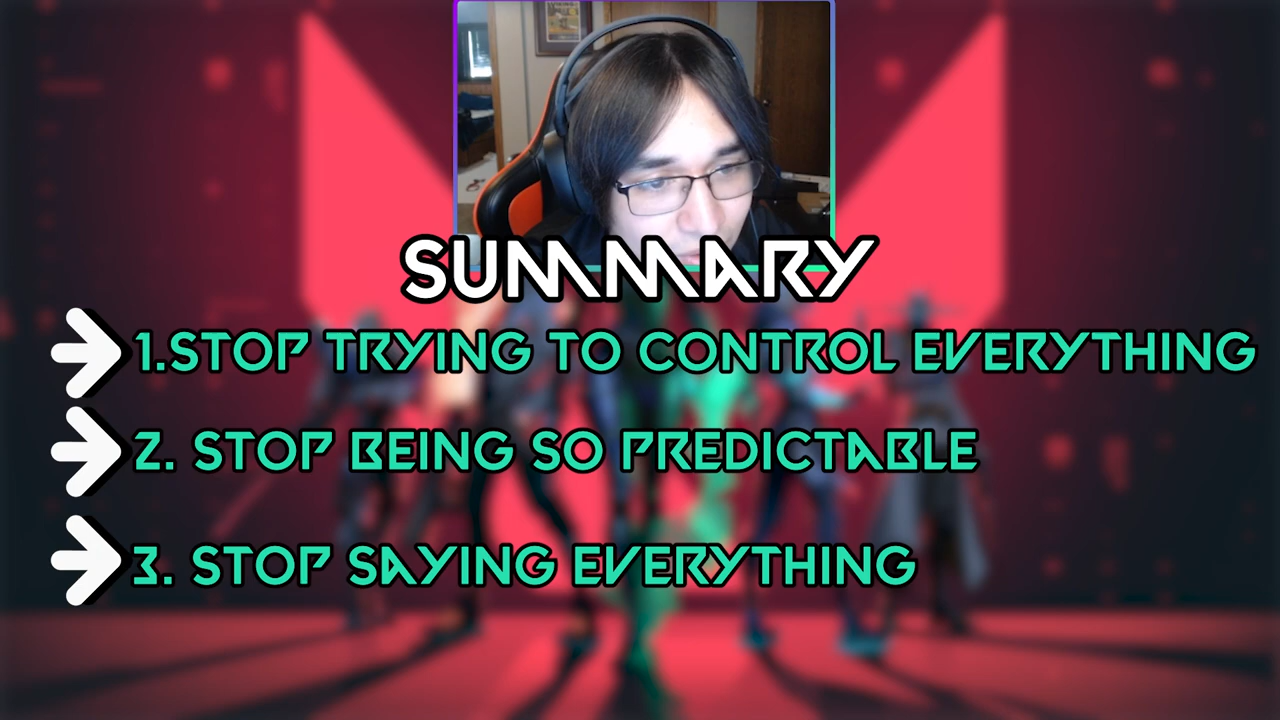 SUMMARY
1.STOP TRYING TO CONTROL EVERYTHING
2. STOP BEING SO PREDICTABLE
3. STOP SAYING EVERYTHING